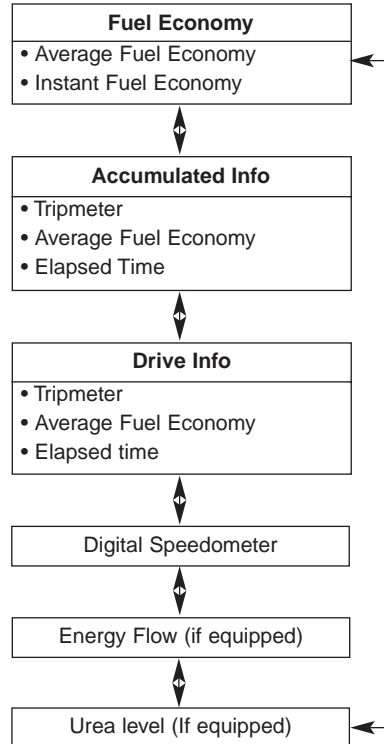 Fuel Economy
• Average Fuel Economy
• Instant Fuel Economy
Accumulated Info
• Tripmeter
• Average Fuel Economy
• Elapsed Time
Drive Info
• Tripmeter
• Average Fuel Economy
• Elapsed time
Digital Speedometer
Energy Flow (if equipped)
Urea level (If equipped)